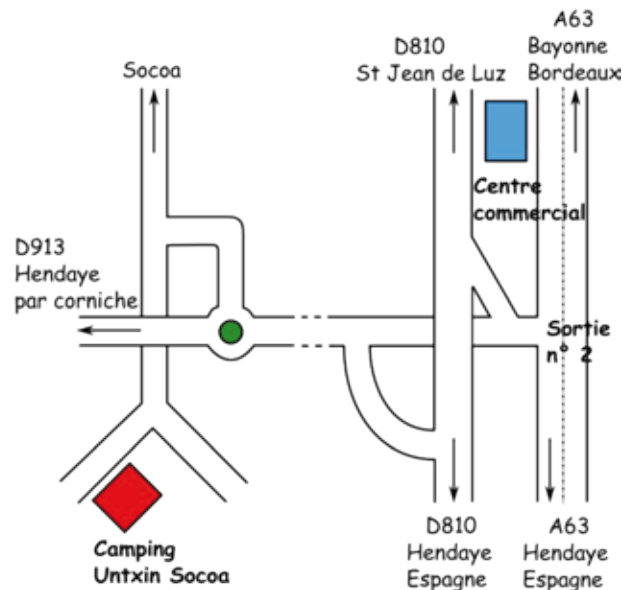 A63
Bayonne
Bordeaux
D810
St Jean de Luz
Socoa
Centre
commercial
D913
Hendaye
par corniche
Sortie
n° 2
Camping
Untxin Socoa
D810
Hendaye
Espagne
A63
Hendaye
Espagne